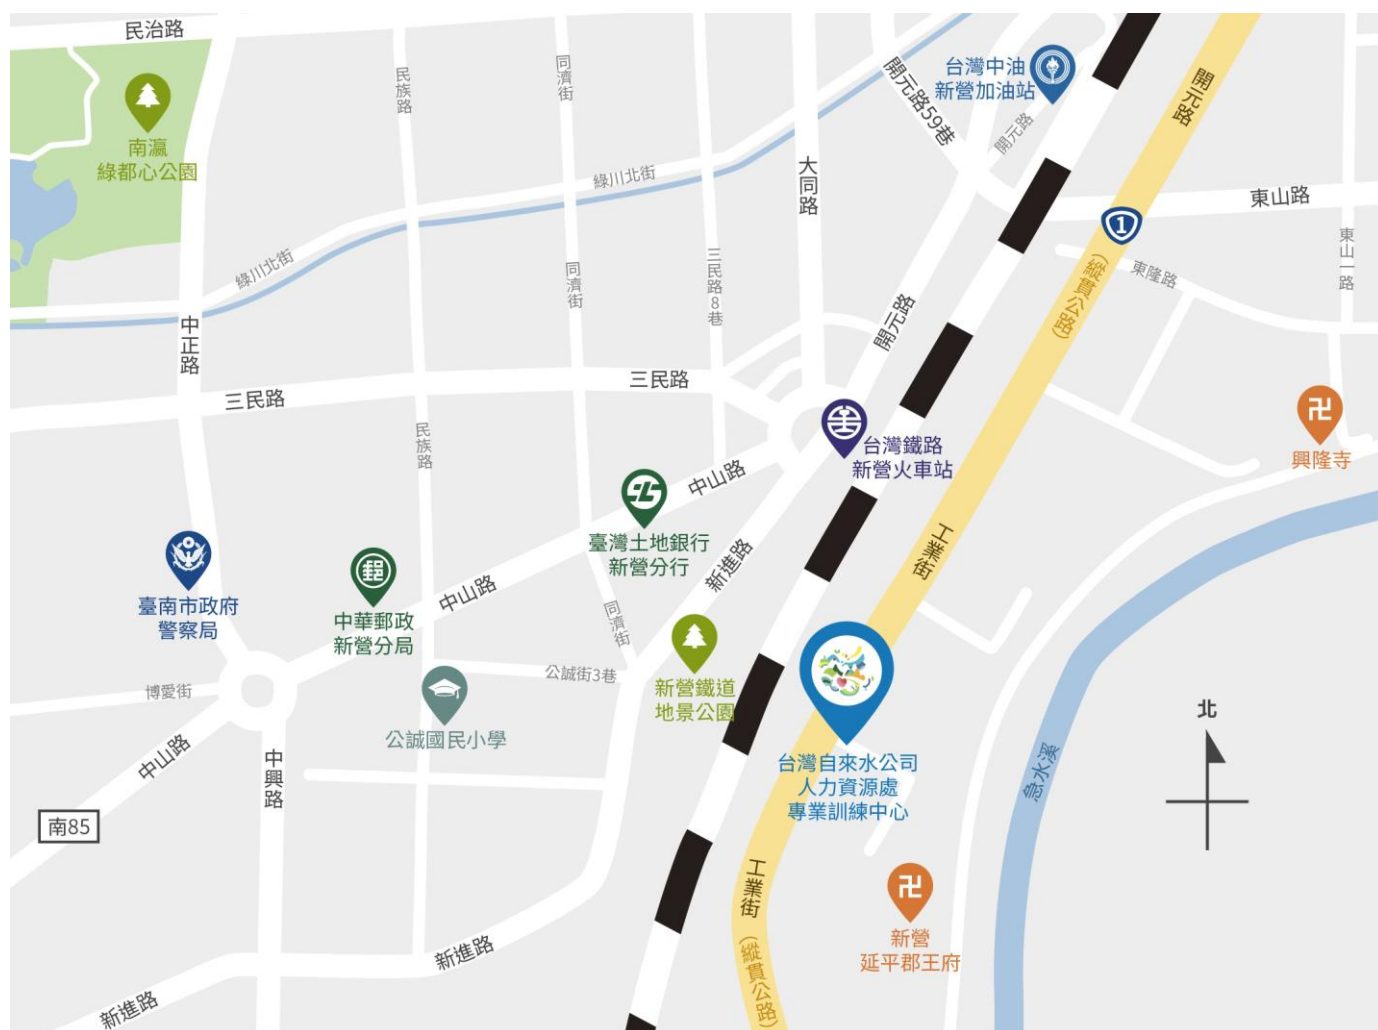 民治路
同濟街
民族路
開元路59巷
台灣中油
新營加油站
開元路
開元路
南瀛
綠都心公園
綠川北街
大同路
東山路
1
綠川北街
同濟街
三民路8巷
東山一路
東隆路
(縱貫公路)
中正路
開元路
三民路
三民路
民族路
台灣鐵路
新營火車站
卍
興隆寺
中山路
臺灣土地銀行
新營分行
新進路
工業街
臺南市政府
警察局
郵
中華郵政
新營分局
中山路
同濟街
公誠街3巷
新營鐵道
地景公園
博愛街
公誠國民小學
中山路
中興路
台灣自來水公司
人力資源處
專業訓練中心
急水溪
北
南85
工業街
(縱貫公路)
卍
新營
延平郡王府
新進路
新進路